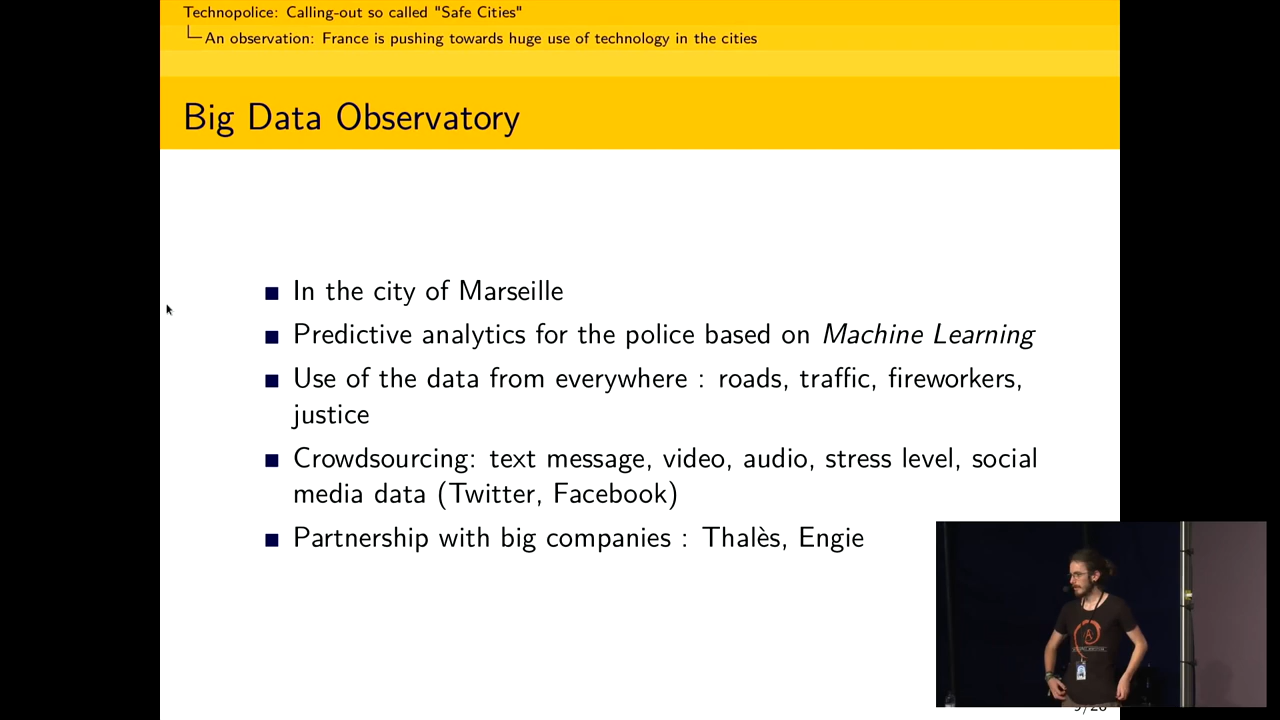 Technopolice: Calling-out so called "Safe Cities"
An observation: France is pushing towards huge use of technology in the cities
Big Data Observatory
In the city of Marseille
Predictive analytics for the police based on Machine Learning
Use of the data from everywhere : roads, traffic, fireworkers,
justice
Crowdsourcing: text message, video, audio, stress level, social
media data (Twitter, Facebook)
Partnership with big companies : Thalès, Engie